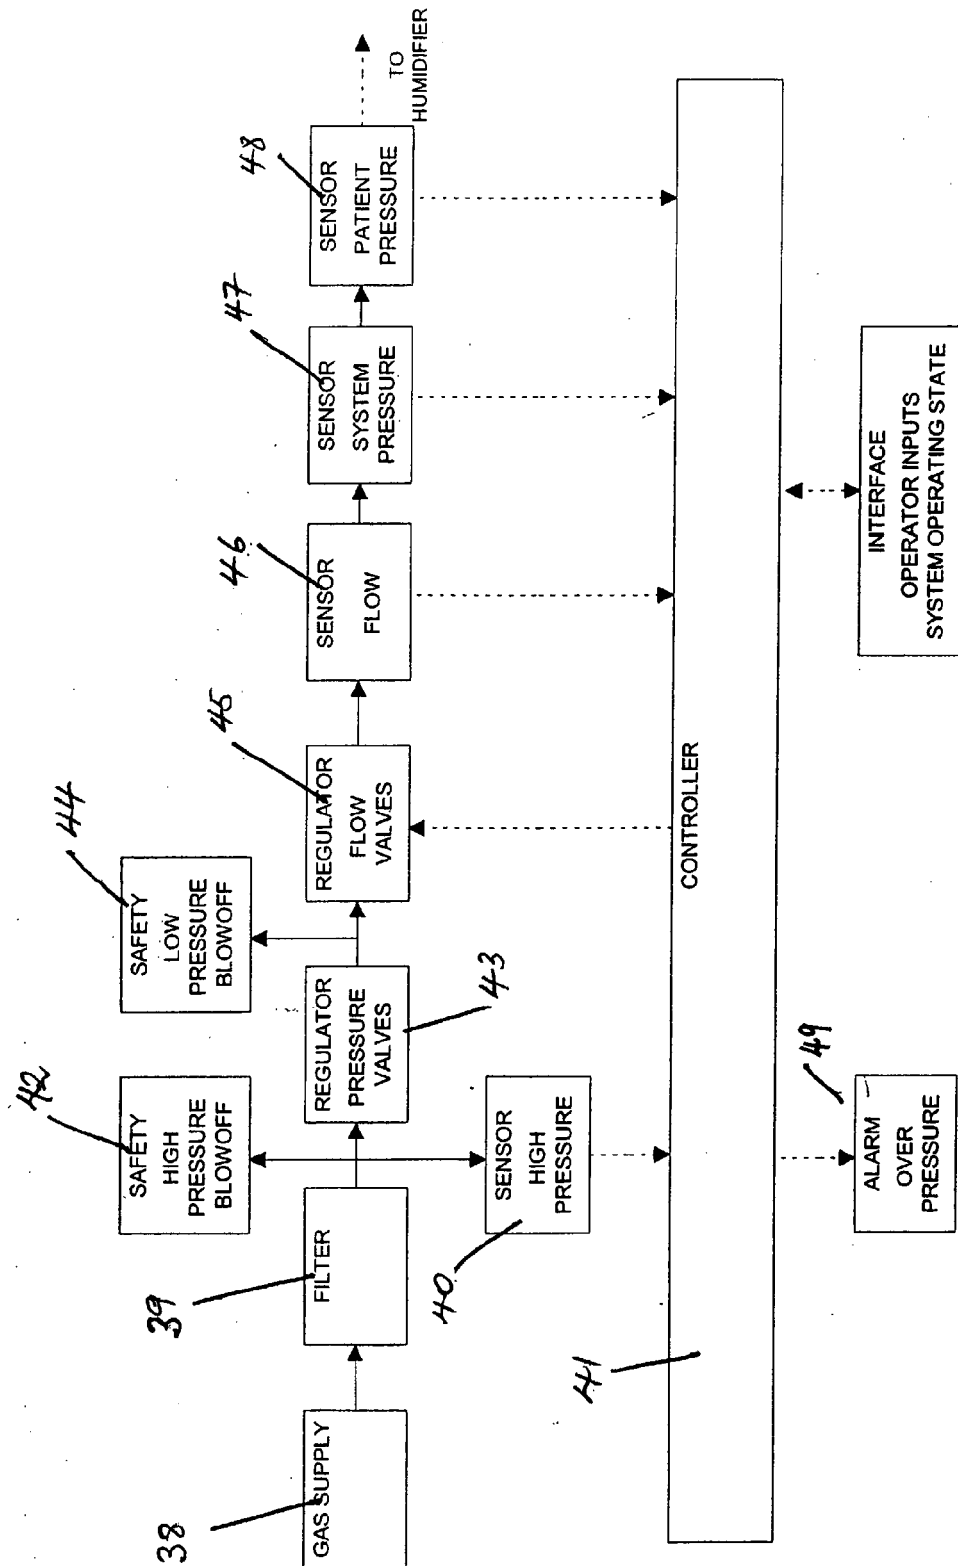 42
SAFETY
HIGH
PRESSURE
BLOWOFF
44
SAFETY
LOW
PRESSURE
BLOWOFF
38
GAS SUPPLY
39
FILTER
REGULATOR
PRESSURE
VALVES
43
45
REGULATOR
FLOW
VALVES
46
SENSOR
FLOW
47
SENSOR
SYSTEM
PRESSURE
48
SENSOR
PATIENT
PRESSURE
TO
HUMIDIFIER
40
SENSOR
HIGH
PRESSURE
41
CONTROLLER
49
ALARM
OVER
PRESSURE
INTERFACE
OPERATOR INPUTS
SYSTEM OPERATING STATE